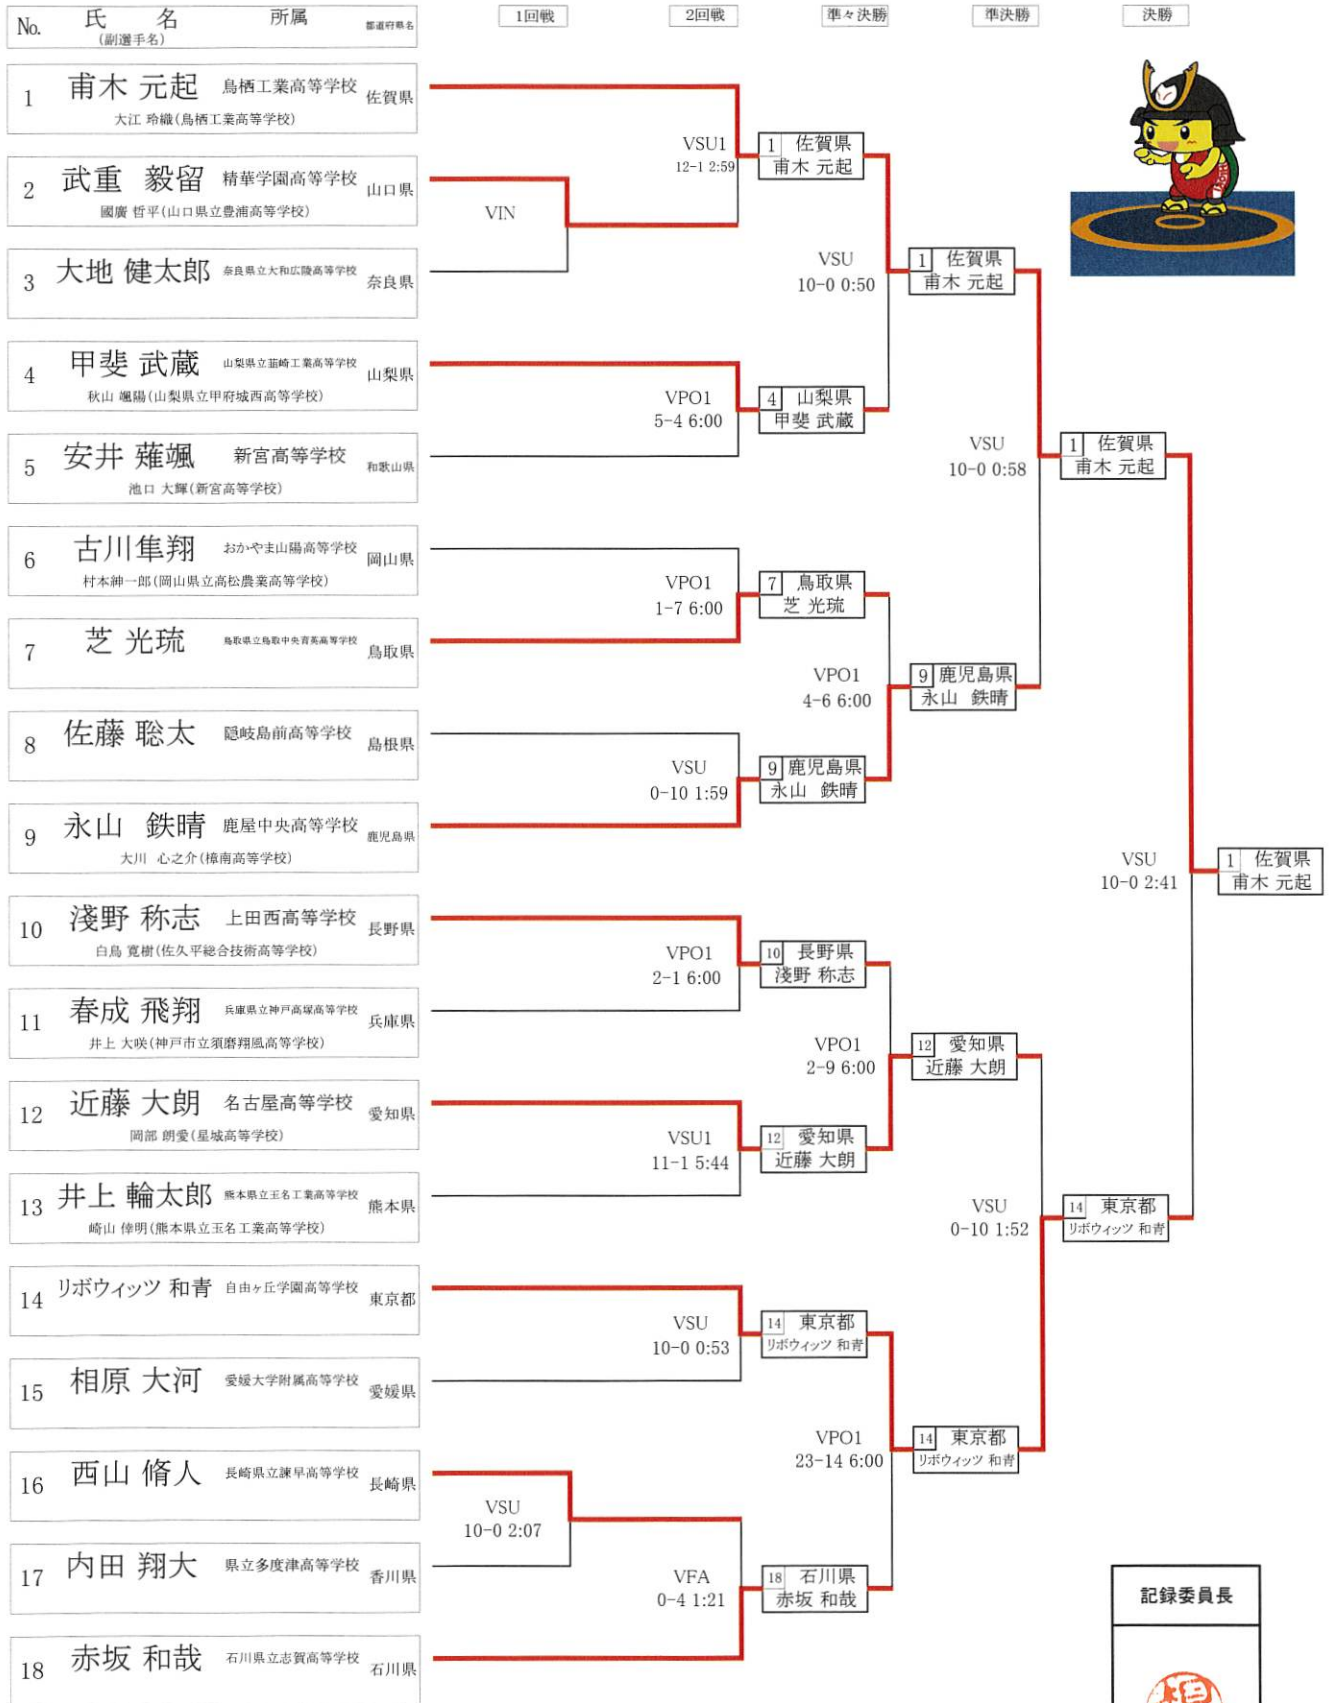 No. 氏 名 所属 都道府県名 1回戦 2回戦 準々決勝 準決勝 決勝
(副選手名)
1 甫木 元起 鳥栖工業高等学校 佐賀県
大江 玲織(鳥栖工業高等学校)
2 武重 毅留 精華学園高等学校 山口県
國廣 哲平(山口県立豊浦高等学校)
3 大地 健太郎 奈良県立大和広陵高等学校 奈良県
4 甲斐 武蔵 山梨県立韮崎工業高等学校 山梨県
秋山 颯陽(山梨県立甲府城西高等学校)
5 安井 薙颯 新宮高等学校 和歌山県
池口 大輝(新宮高等学校)
6 古川隼翔 おかやま山陽高等学校 岡山県
村本紳一郎(岡山県立高松農業高等学校)
7 芝 光琉 鳥取県立鳥取中央育英高等学校 鳥取県
8 佐藤 聡太 隠岐島前高等学校 島根県
9 永山 鉄晴 鹿屋中央高等学校 鹿児島県
大川 心之介(樟南高等学校)
10 淺野 称志 上田西高等学校 長野県
白鳥 寛樹(佐久平総合技術高等学校)
11 春成 飛翔 兵庫県立神戸高塚高等学校 兵庫県
井上 大咲(神戸市立須磨翔風高等学校)
12 近藤 大朗 名古屋高等学校 愛知県
岡部 朗愛(星城高等学校)
13 井上 輪太郎 熊本県立玉名工業高等学校 熊本県
崎山 倖明(熊本県立玉名工業高等学校)
14 リボウィッツ 和青 自由ヶ丘学園高等学校 東京都
15 相原 大河 愛媛大学附属高等学校 愛媛県
16 西山 脩人 長崎県立諫早高等学校 長崎県
17 内田 翔大 県立多度津高等学校 香川県
18 赤坂 和哉 石川県立志賀高等学校 石川県
VIN
VSU
10-0 2:07
VSU1
12-1 2:59
VPO1
5-4 6:00
VPO1
1-7 6:00
VSU
0-10 1:59
VPO1
2-1 6:00
VSU1
11-1 5:44
VSU
10-0 0:53
VFA
0-4 1:21
1 佐賀県
甫木 元起
4 山梨県
甲斐 武蔵
7 鳥取県
芝 光琉
9 鹿児島県
永山 鉄晴
10 長野県
淺野 称志
12 愛知県
近藤 大朗
14 東京都
リボウィッツ 和青
18 石川県
赤坂 和哉
VSU
10-0 0:50
VPO1
4-6 6:00
VPO1
2-9 6:00
VPO1
23-14 6:00
1 佐賀県
甫木 元起
9 鹿児島県
永山 鉄晴
12 愛知県
近藤 大朗
14 東京都
リボウィッツ 和青
VSU
10-0 0:58
VSU
0-10 1:52
1 佐賀県
甫木 元起
14 東京都
リボウィッツ 和青
VSU
10-0 2:41
1 佐賀県
甫木 元起
記録委員長